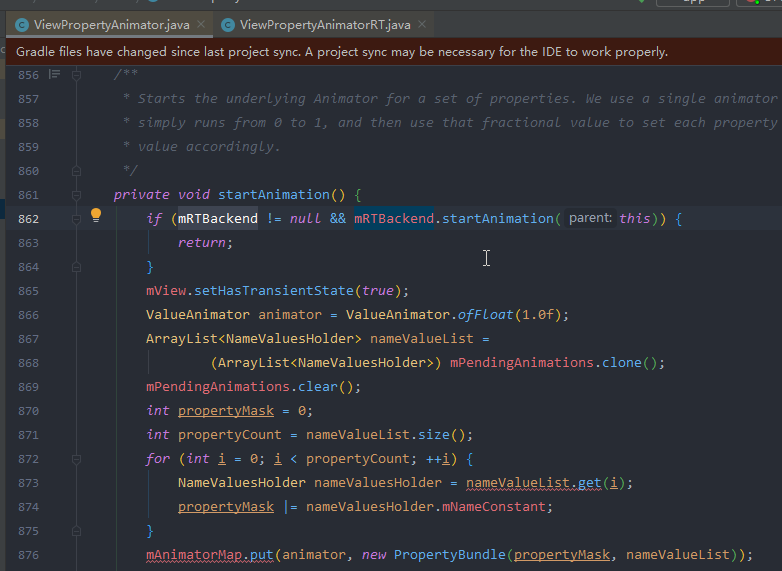 app
ViewPropertyAnimator.java × ViewPropertyAnimatorRT.java ×
Gradle files have changed since last project sync. A project sync may be necessary for the IDE to work properly.
856 /**
857 * Starts the underlying Animator for a set of properties. We use a single animator
858 * simply runs from 0 to 1, and then use that fractional value to set each property
859 * value accordingly.
860 */
861 private void startAnimation() {
862 if (mRTBackend != null && mRTBackend.startAnimation( parent: this)) {
863 return;
864 }
865 mView.setHasTransientState(true);
866 ValueAnimator animator = ValueAnimator.ofFloat(1.0f);
867 ArrayList<NameValuesHolder> nameValueList =
868 (ArrayList<NameValuesHolder>) mPendingAnimations.clone();
869 mPendingAnimations.clear();
870 int propertyMask = 0;
871 int propertyCount = nameValueList.size();
872 for (int i = 0; i < propertyCount; ++i) {
873 NameValuesHolder nameValuesHolder = nameValueList.get(i);
874 propertyMask |= nameValuesHolder.mNameConstant;
875 }
876 mAnimatorMap.put(animator, new PropertyBundle(propertyMask, nameValueList));